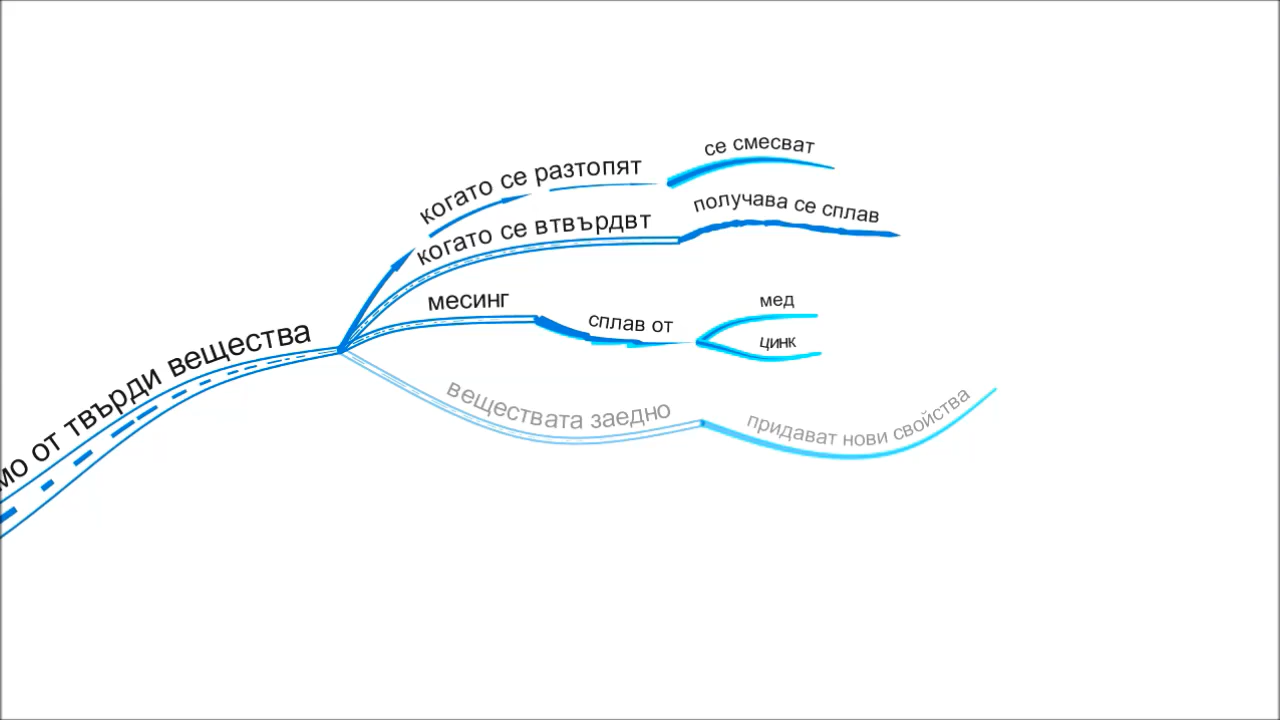 мо от твърди вещества
когато се разтопят
се смесват
когато се втвърдвт
получава се сплав
месинг
сплав от
мед
цинк
веществата заедно
придават нови свойства